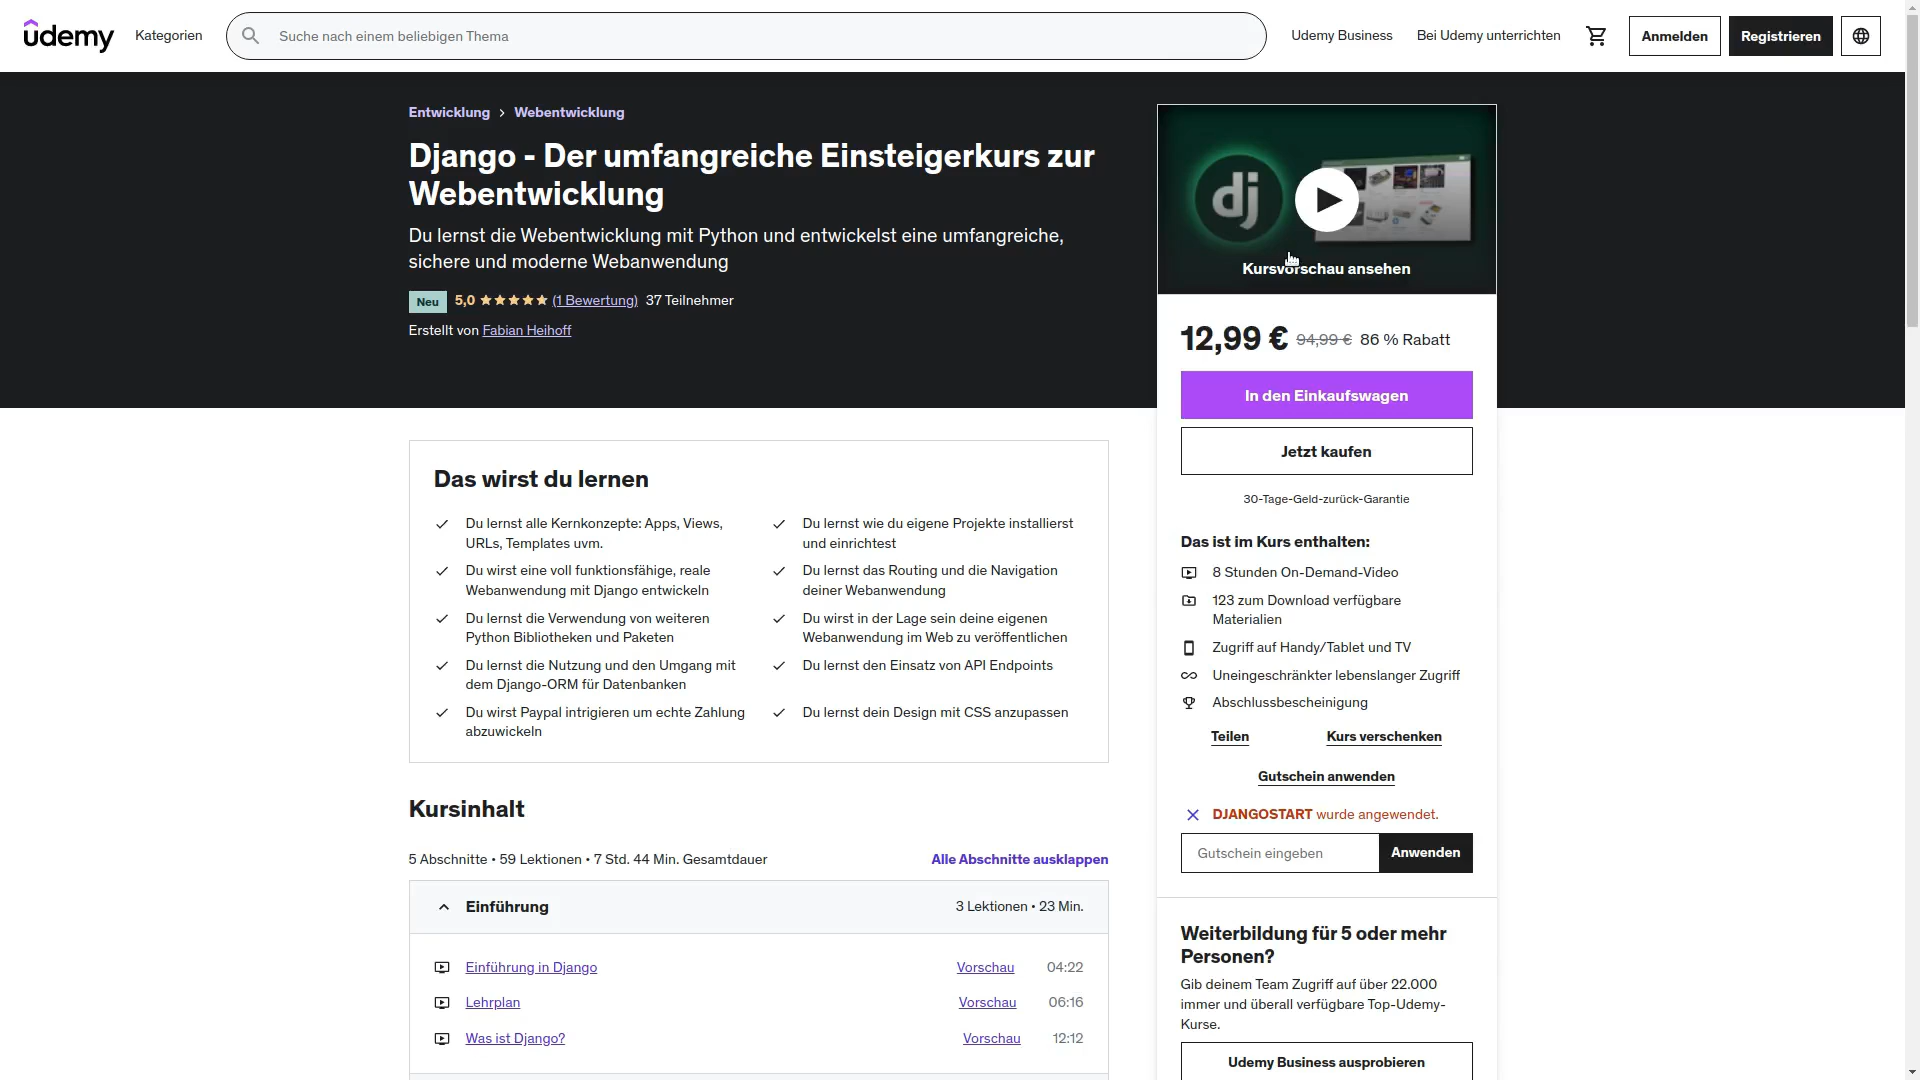 udemy
Kategorien
Suche nach einem beliebigen Thema
Udemy Business
Bei Udemy unterrichten
Anmelden
Registrieren
Entwicklung
Webentwicklung
Django - Der umfangreiche Einsteigerkurs zur
Webentwicklung
Du lernst die Webentwicklung mit Python und entwickelst eine umfangreiche,
sichere und moderne Webanwendung
Neu 5,0 (1 Bewertung) 37 Teilnehmer
Erstellt von Fabian Heihoff
dj
Kursvorschau ansehen
12,99 € 94,99 € 86 % Rabatt
In den Einkaufswagen
Jetzt kaufen
30-Tage-Geld-zurück-Garantie
Das ist im Kurs enthalten:
8 Stunden On-Demand-Video
123 zum Download verfügbare
Materialien
Zugriff auf Handy/Tablet und TV
Uneingeschränkter lebenslanger Zugriff
Abschlussbescheinigung
Teilen
Kurs verschenken
Gutschein anwenden
DJANGOSTART wurde angewendet.
Gutschein eingeben
Anwenden
Weiterbildung für 5 oder mehr
Personen?
Gib deinem Team Zugriff auf über 22.000
immer und überall verfügbare Top-Udemy-
Kurse.
Udemy Business ausprobieren
Das wirst du lernen
Du lernst alle Kernkonzepte: Apps, Views,
URLs, Templates uvm.
Du lernst wie du eigene Projekte installierst
und einrichtest
Du wirst eine voll funktionsfähige, reale
Webanwendung mit Django entwickeln
Du lernst das Routing und die Navigation
deiner Webanwendung
Du lernst die Verwendung von weiteren
Python Bibliotheken und Paketen
Du wirst in der Lage sein deine eigenen
Webanwendung im Web zu veröffentlichen
Du lernst die Nutzung und den Umgang mit
dem Django-ORM für Datenbanken
Du lernst den Einsatz von API Endpoints
Du wirst Paypal intrigieren um echte Zahlung
abzuwickeln
Du lernst dein Design mit CSS anzupassen
Kursinhalt
5 Abschnitte • 59 Lektionen • 7 Std. 44 Min. Gesamtdauer
Alle Abschnitte ausklappen
Einführung
3 Lektionen • 23 Min.
Einführung in Django Vorschau 04:22
Lehrplan Vorschau 06:16
Was ist Django? Vorschau 12:12